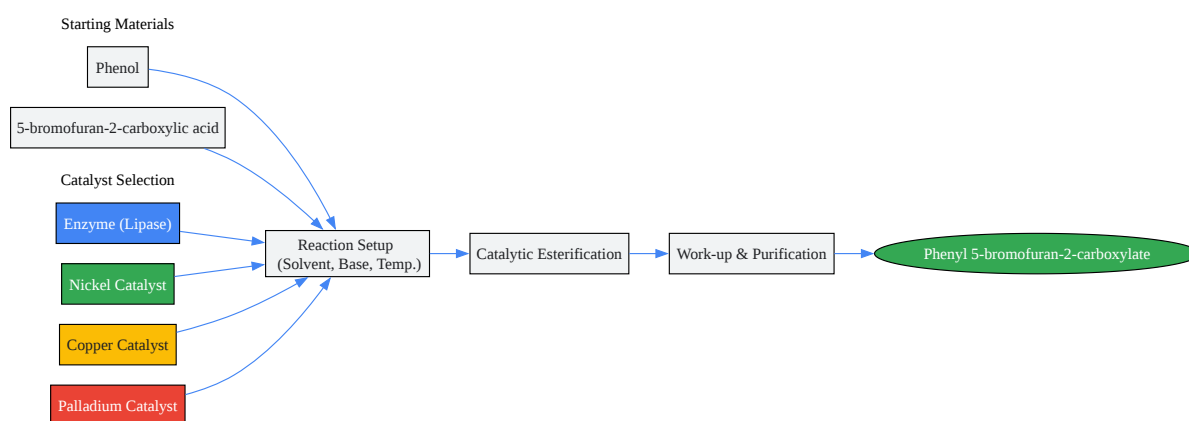 Starting Materials
Phenol
5-bromofuran-2-carboxylic acid
Catalyst Selection
Enzyme (Lipase)
Nickel Catalyst
Copper Catalyst
Palladium Catalyst
Reaction Setup
(Solvent, Base, Temp.)
Catalytic Esterification
Work-up & Purification
Phenyl 5-bromofuran-2-carboxylate